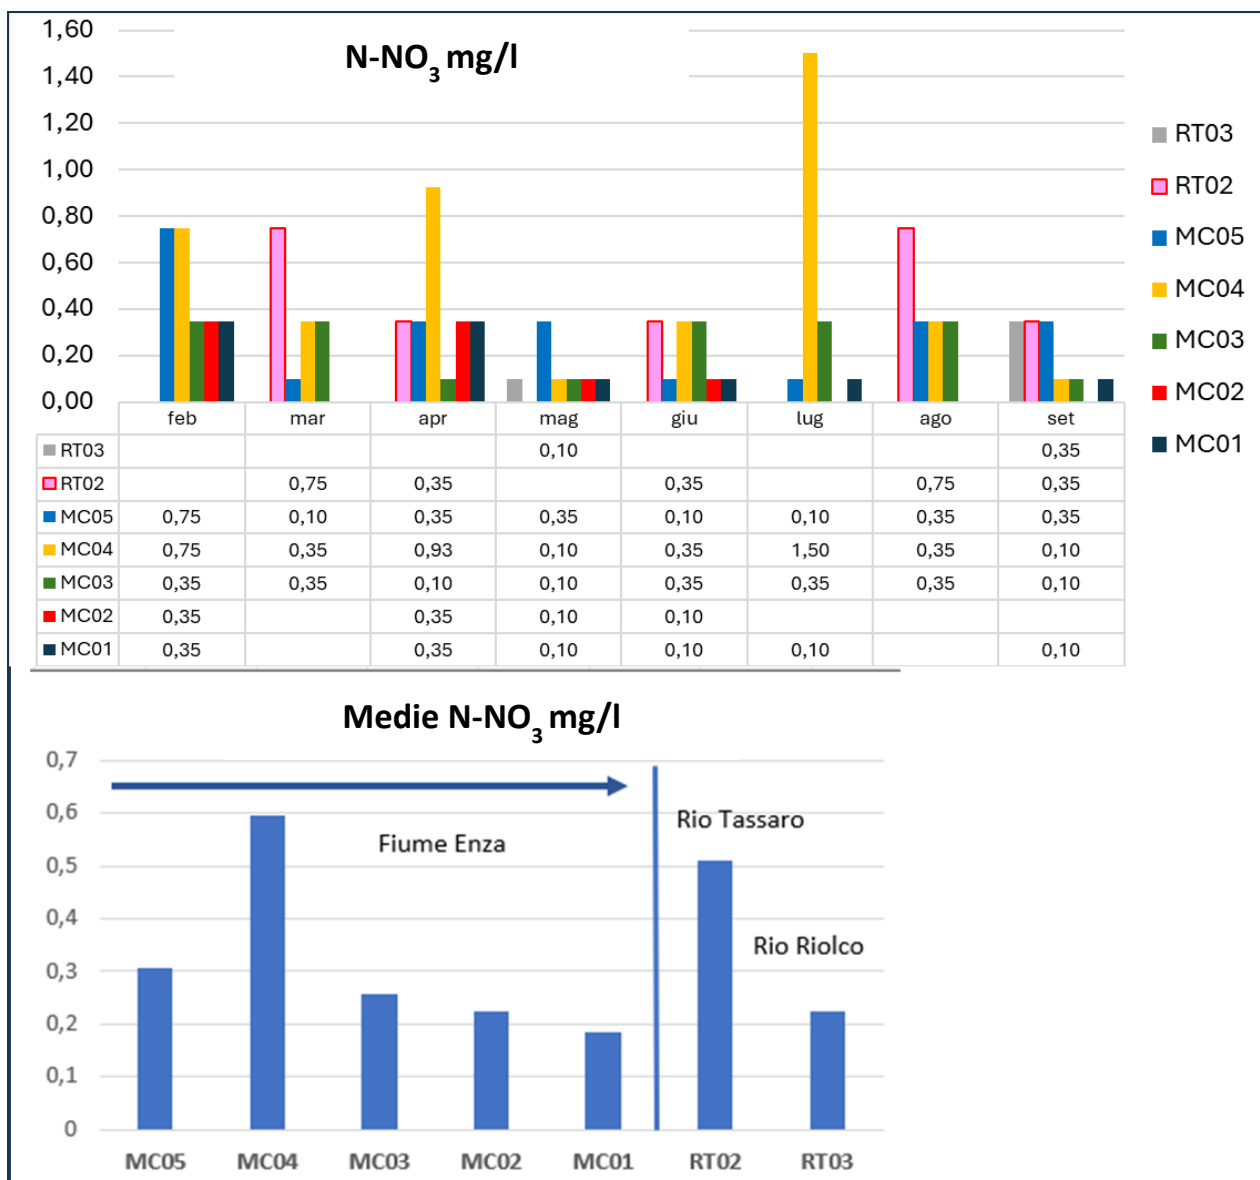 N-NO3 mg/l
1,60
1,40
1,20
1,00
0,80
0,60
0,40
0,20
0,00
RT03
RT02
MC05
MC04
MC03
MC02
MC01
feb mar apr mag giu lug ago set
RT03 0,10 0,35
RT02 0,75 0,35 0,35 0,75 0,35
MC05 0,75 0,10 0,35 0,35 0,10 0,10 0,35 0,35
MC04 0,75 0,35 0,93 0,10 0,35 1,50 0,35 0,10
MC03 0,35 0,35 0,10 0,10 0,35 0,35 0,35 0,10
MC02 0,35 0,35 0,10 0,10
MC01 0,35 0,35 0,10 0,10 0,10 0,10
Medie N-NO3 mg/l
0,7
0,6
0,5
0,4
0,3
0,2
0,1
0
Fiume Enza
Rio Tassaro
Rio Riolco
MC05 MC04 MC03 MC02 MC01 RT02 RT03